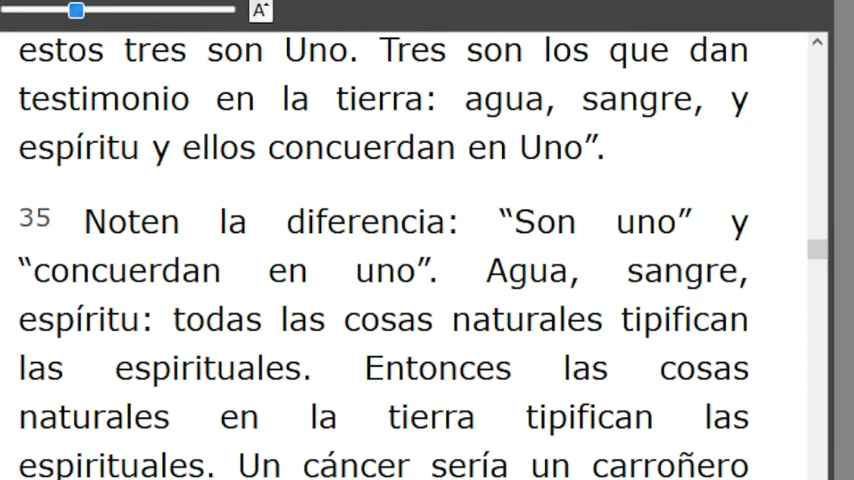 A
estos tres son Uno. Tres son los que dan
testimonio en la tierra: agua, sangre, y
espíritu y ellos concuerdan en Uno”.
35 Noten la diferencia: “Son uno” y
“concuerdan en uno”. Agua, sangre,
espíritu: todas las cosas naturales tipifican
las espirituales. Entonces las cosas
naturales en la tierra tipifican las
espirituales. Un cáncer sería un carroñero